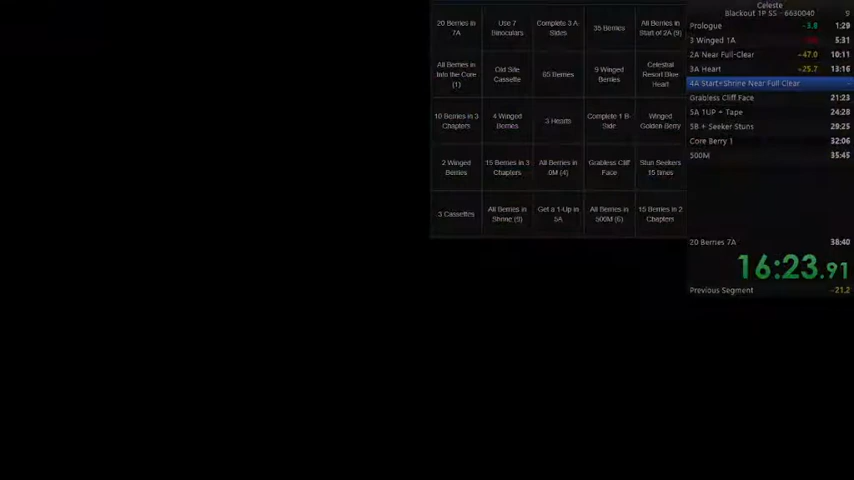 20 Berries in
7A
Use 7
Binoculars
Complete 3 A-
Sides
35 Berries
All Berries in
Start of 2A (9)
All Berries in
Into the Core
(1)
Old Site
Cassette
65 Berries
9 Winged
Berries
Celestial
Resort Blue
Heart
10 Berries in 3
Chapters
4 Winged
Berries
3 Hearts
Complete 1 B-
Side
Winged
Golden Berry
2 Winged
Berries
15 Berries in 3
Chapters
All Berries in
0M (4)
Grabless Cliff
Face
Stun Seekers
15 times
3 Cassettes
All Berries in
Shrine (9)
Get a 1-Up in
5A
All Berries in
500M (6)
15 Berries in 2
Chapters
Celeste
Blackout 1P SS - 6630040 9
Prologue -3.8 1:29
3 Winged 1A 5:31
2A Near Full-Clear -47.0 10:11
3A Heart -25.7 13:16
4A Start+Shrine Near Full Clear -
Grabless Cliff Face 21:23
5A 1UP + Tape 24:28
5B + Seeker Stuns 29:25
Core Berry 1 32:06
500M 35:45
20 Berries 7A 38:40
16:23.91
Previous Segment -21.2